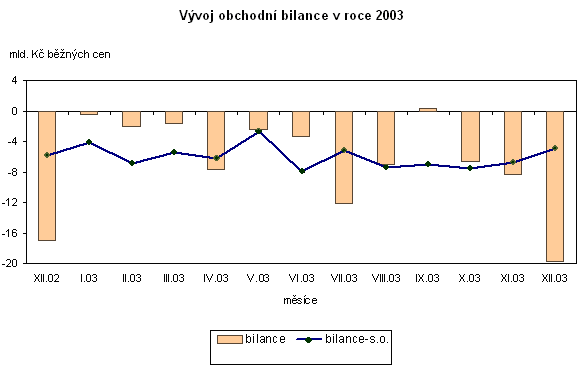 Vývoj obchodní bilance v roce 2003
mld. Kč běžných cen
4
0
-4
-8
-12
-16
-20
XII.02 I.03 II.03 III.03 IV.03 V.03 VI.03 VII.03 VIII.03 IX.03 X.03 XI.03 XII.03
měsíce
bilance bilance-s.o.